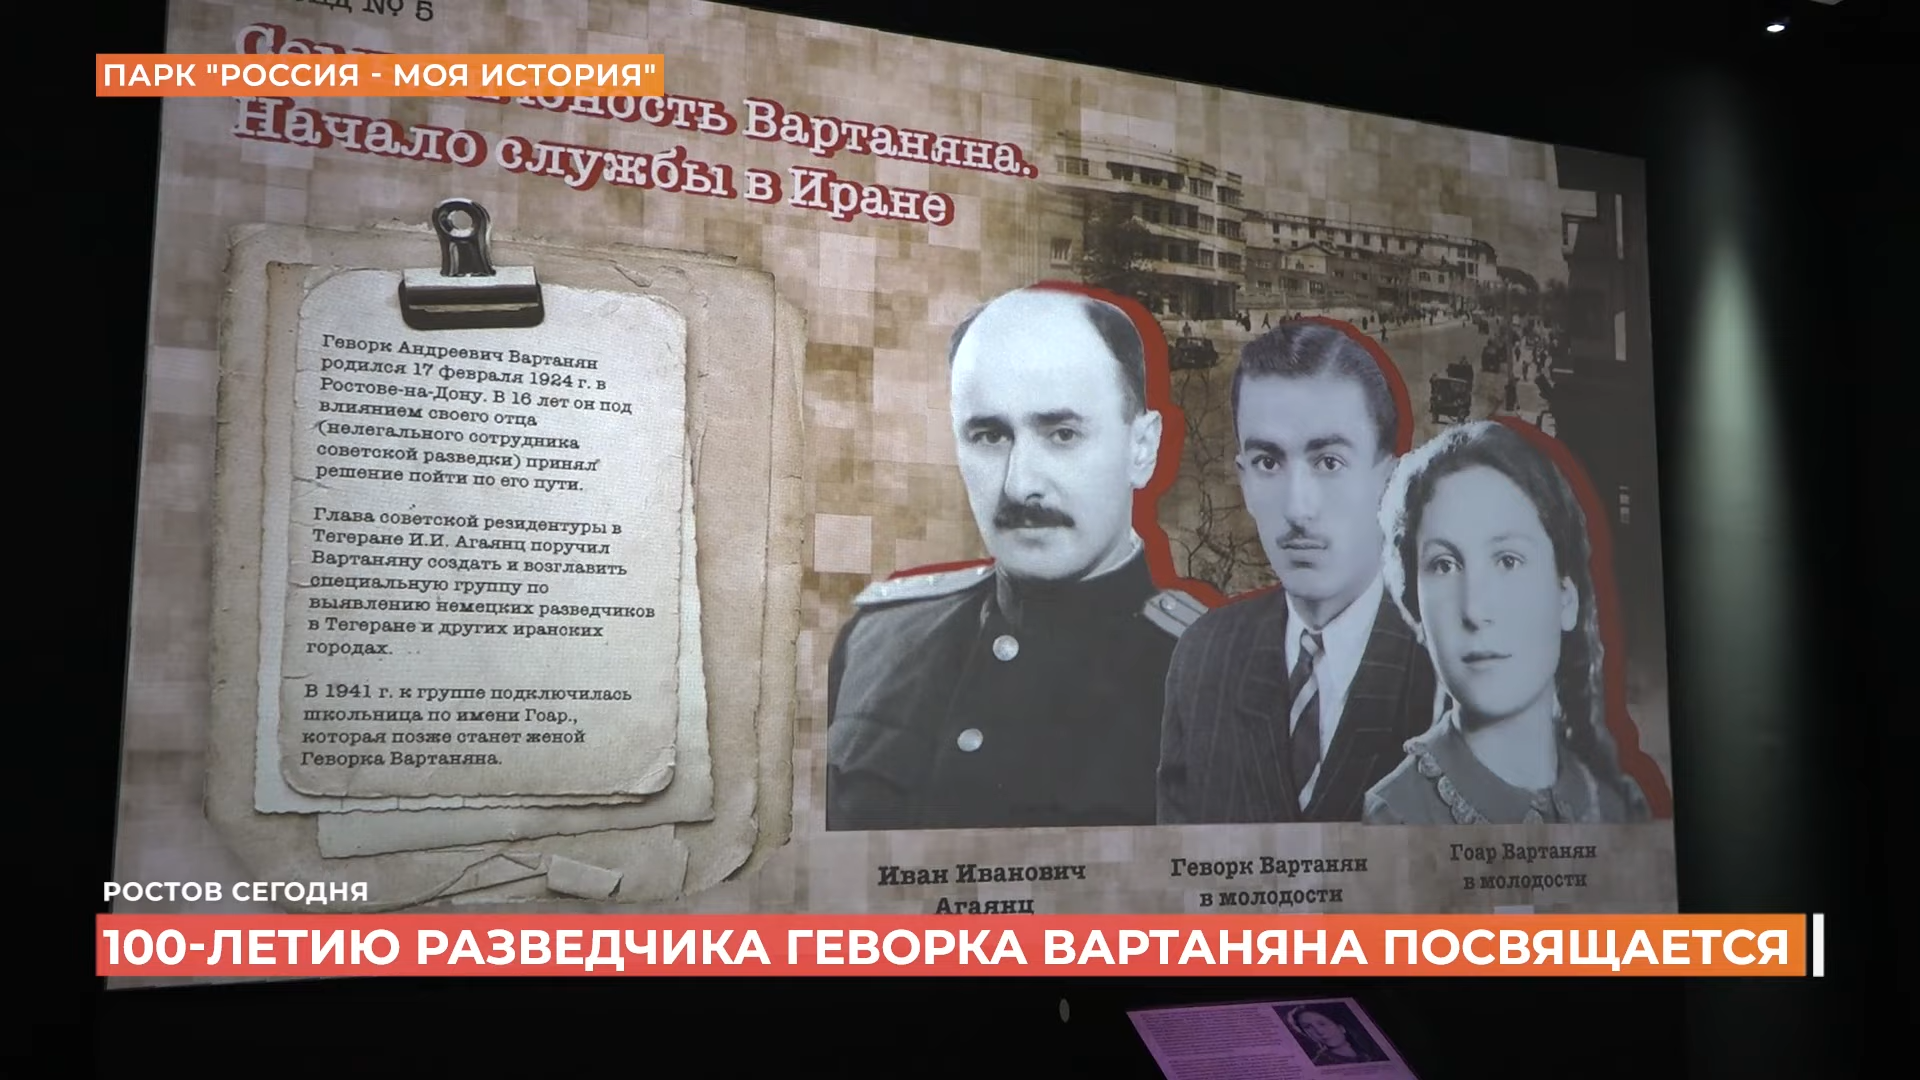 № 5
ПАРК "РОССИЯ - МОЯ ИСТОРИЯ"
юность Вартаняна.
Начало службы в Иране
Геворк Андреевич Вартанян
родился 17 февраля 1924 г. в
Ростове-на-Дону. В 16 лет он под
влиянием своего отца
(нелегального сотрудника
советской разведки) принял
решение пойти по его пути.
Глава советской резидентуры в
Тегеране И.И. Агаянц поручил
Вартаняну создать и возглавить
специальную группу по
выявлению немецких разведчиков
в Тегеране и других иранских
городах.
В 1941 г. к группе подключилась
школьница по имени Гоар.,
которая позже станет женой
Геворка Вартаняна.
Иван Иванович
Агаянц
Геворк Вартанян
в молодости
Гоар Вартанян
в молодости
РОСТОВ СЕГОДНЯ
100-ЛЕТИЮ РАЗВЕДЧИКА ГЕВОРКА ВАРТАНЯНА ПОСВЯЩАЕТСЯ